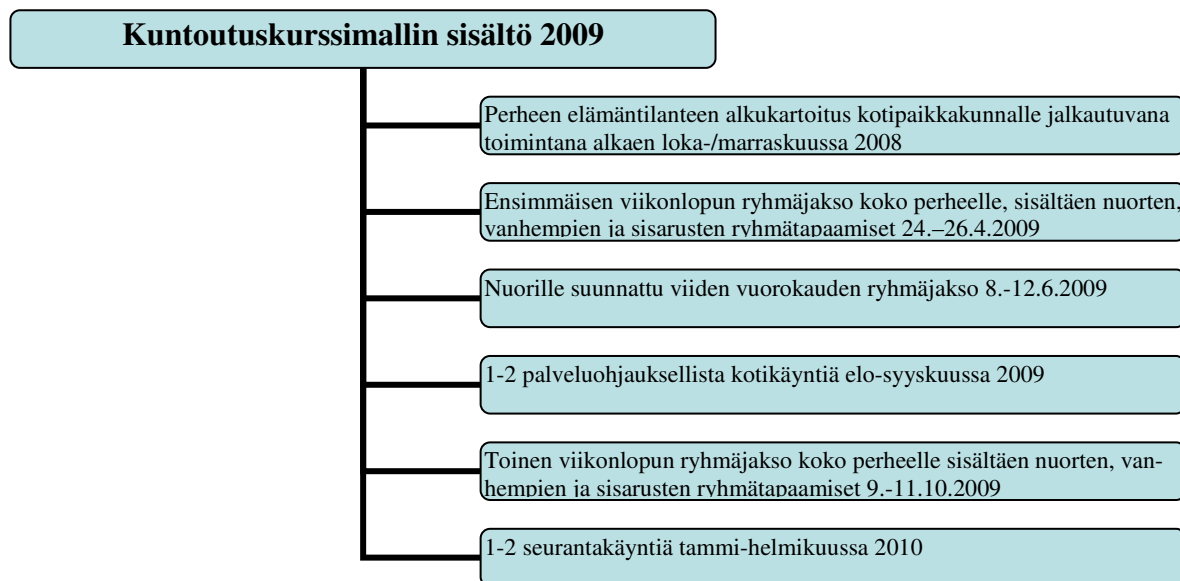 Kuntoutuskurssimallin sisältö 2009
Perheen elämäntilanteen alkukartoitus kotipaikkakunnalle jalkautuvana
toimintana alkaen loka-/marraskuussa 2008
Ensimmäisen viikonlopun ryhmäjakso koko perheelle, sisältäen nuorten,
vanhempien ja sisarusten ryhmätapaamiset 24.–26.4.2009
Nuorille suunnattu viiden vuorokauden ryhmäjakso 8.-12.6.2009
1-2 palveluohjauksellista kotikäyntiä elo-syyskuussa 2009
Toinen viikonlopun ryhmäjakso koko perheelle sisältäen nuorten, van-
hempien ja sisarusten ryhmätapaamiset 9.-11.10.2009
1-2 seurantakäyntiä tammi-helmikuussa 2010